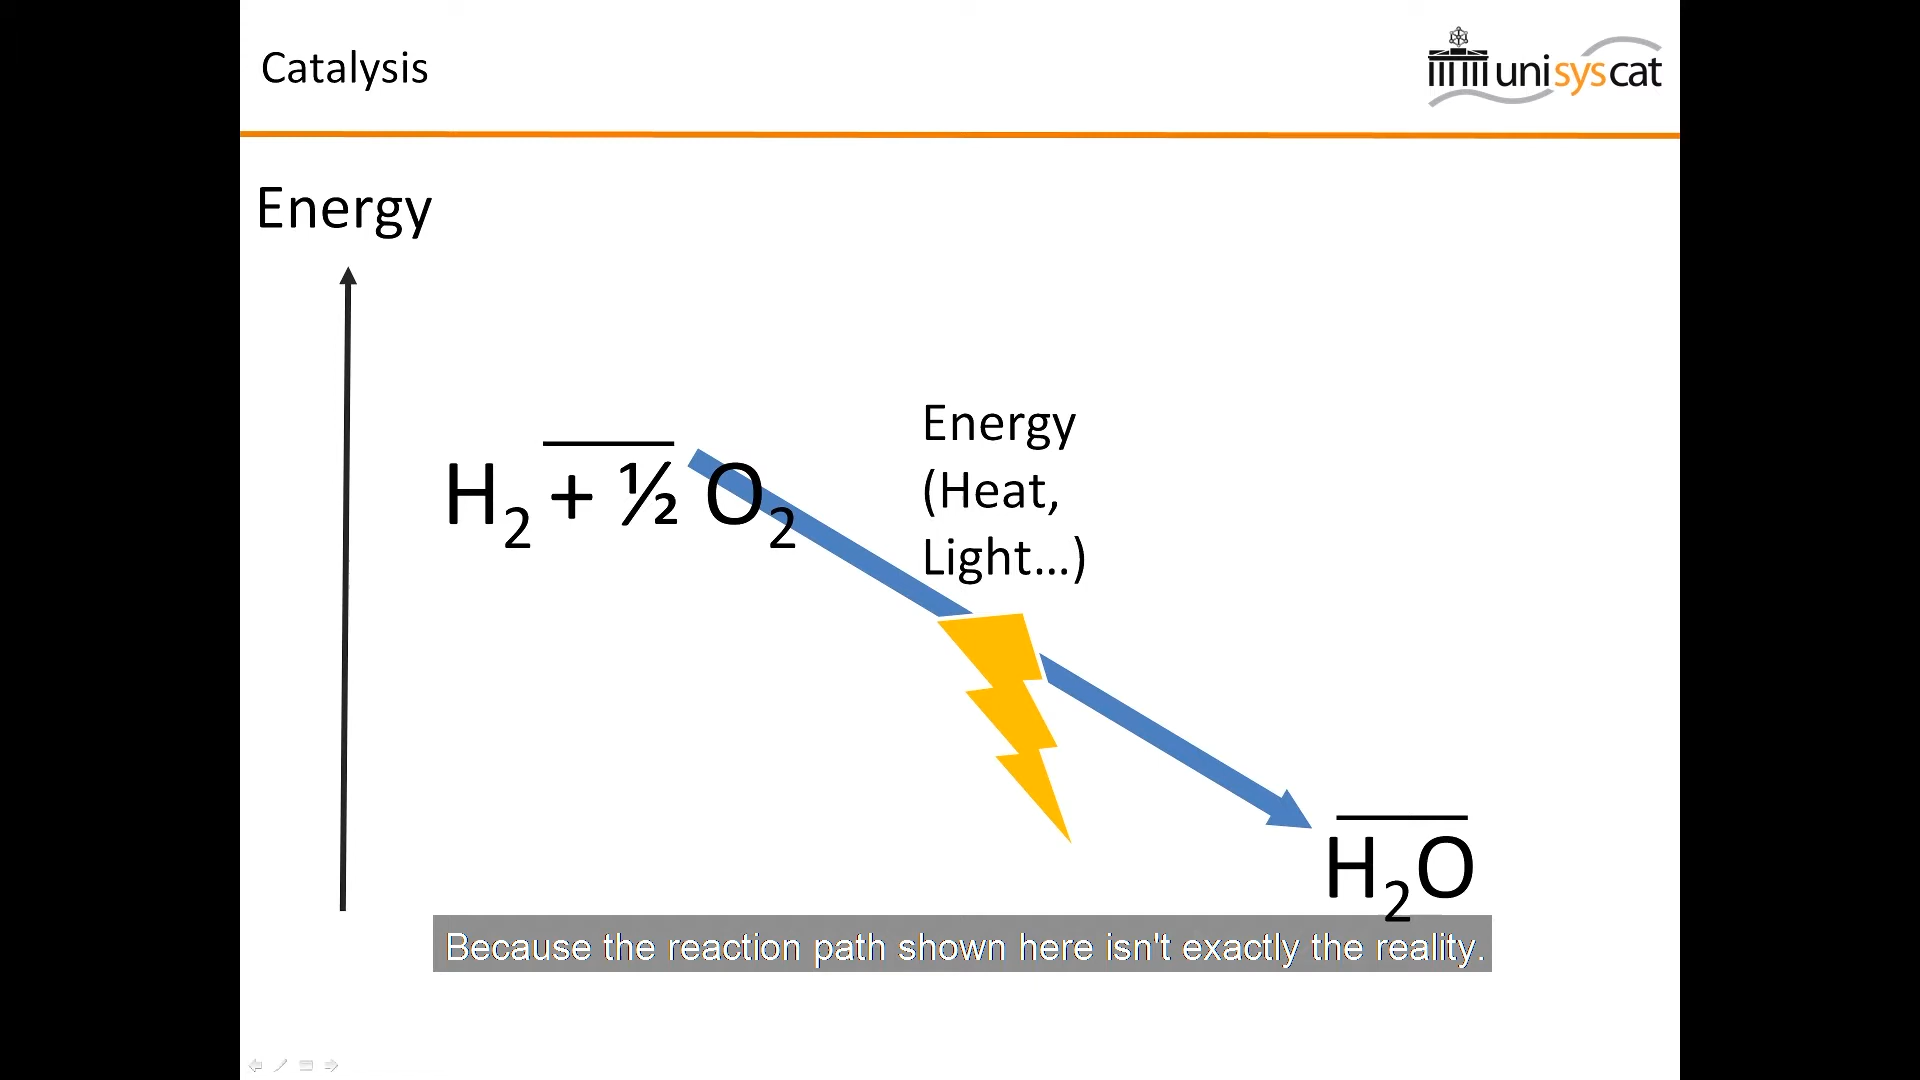 Catalysis
unisyscat
Energy
Energy
(Heat,
Light...)
H₂ + ½ O₂
H₂O
Because the reaction path shown here isn't exactly the reality.